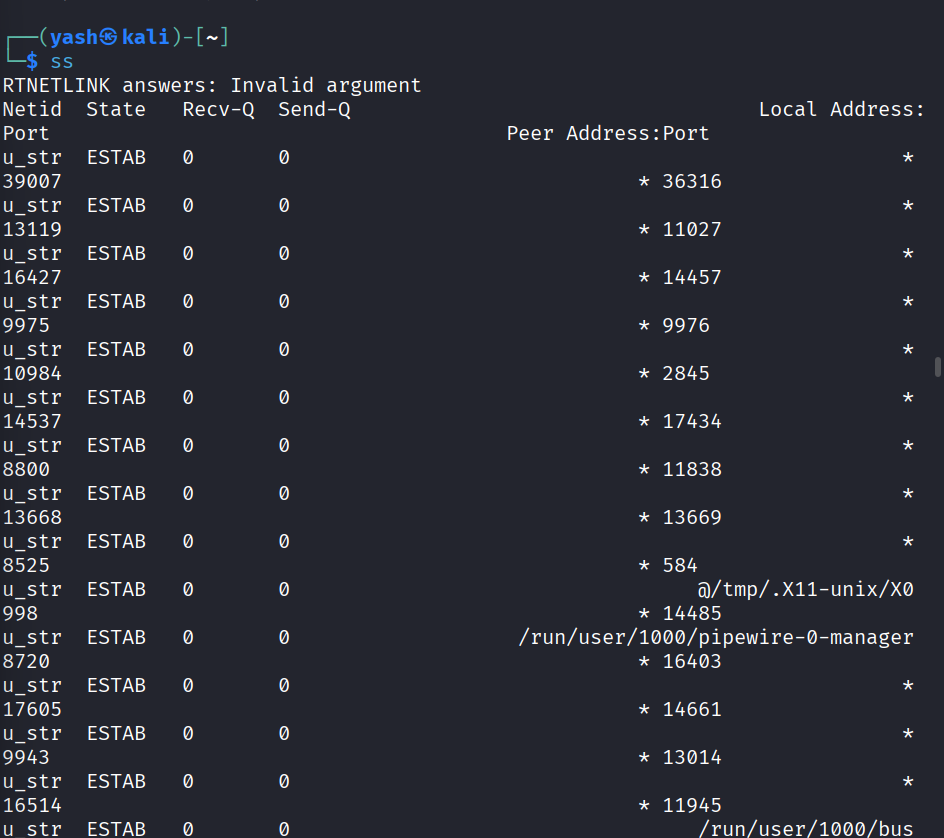 ┌──(yash㉿kali)-[~]
└─$ ss
RTNETLINK answers: Invalid argument
Netid State Recv-Q Send-Q Local Address:
Port Peer Address:Port
u_str ESTAB 0 0 *
39007 * 36316
u_str ESTAB 0 0 *
13119 * 11027
u_str ESTAB 0 0 *
16427 * 14457
u_str ESTAB 0 0 *
9975 * 9976
u_str ESTAB 0 0 *
10984 * 2845
u_str ESTAB 0 0 *
14537 * 17434
u_str ESTAB 0 0 *
8800 * 11838
u_str ESTAB 0 0 *
13668 * 13669
u_str ESTAB 0 0 *
8525 * 584
u_str ESTAB 0 0 @/tmp/.X11-unix/X0
998 * 14485
u_str ESTAB 0 0 /run/user/1000/pipewire-0-manager
8720 * 16403
u_str ESTAB 0 0 *
17605 * 14661
u_str ESTAB 0 0 *
9943 * 13014
u_str ESTAB 0 0 *
16514 * 11945
u_str ESTAB 0 0 /run/user/1000/bus